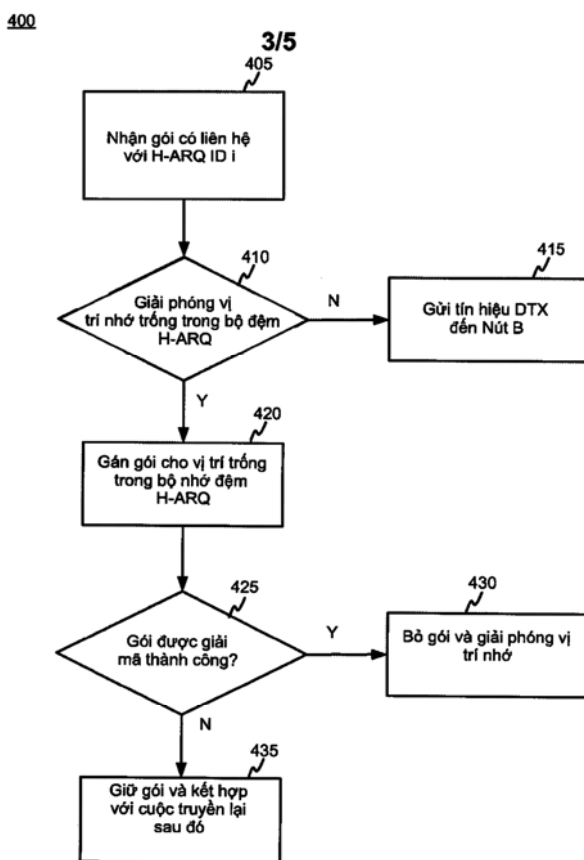 400
3/5
405
Nhận gói có liên hệ
với H-ARQ ID i
410
Giải phóng vị
trí nhớ trống trong bộ đệm
H-ARQ
N
415
Gửi tín hiệu DTX
đến Nút B
Y
420
Gán gói cho vị trí trống
trong bộ nhớ đệm
H-ARQ
425
Gói được giải
mã thành công?
Y
430
Bỏ gói và giải phóng vị
trí nhớ
N
435
Giữ gói và kết hợp
với cuộc truyền lại
sau đó